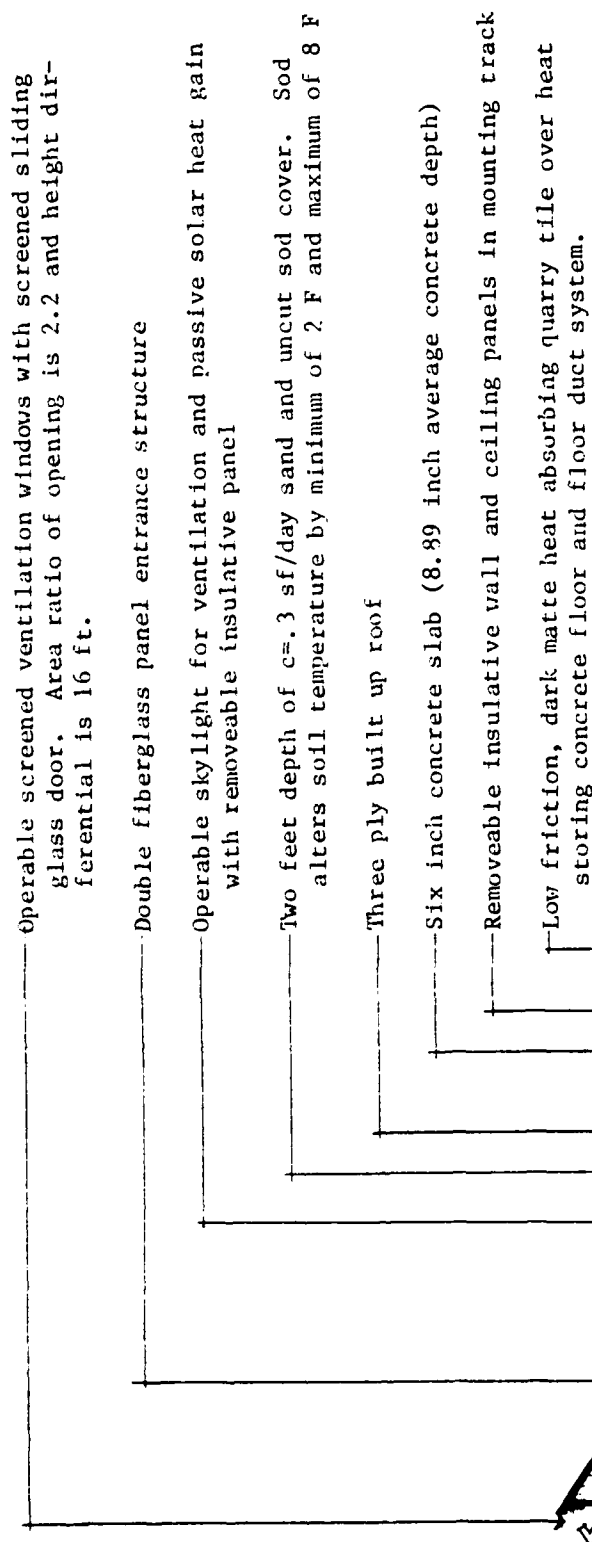 Operable screened ventilation windows with screened sliding
glass door. Area ratio of opening is 2.2 and height dir-
ferential is 16 ft.
Double fiberglass panel entrance structure
Operable skylight for ventilation and passive solar heat gain
with removeable insulative panel
Two feet depth of c=.3 sf/day sand and uncut sod cover. Sod
alters soil temperature by minimum of 2 F and maximum of 8 F
Three ply built up roof
Six inch concrete slab (8.89 inch average concrete depth)
Removeable insulative wall and ceiling panels in mounting track
Low friction, dark matte heat absorbing quarry tile over heat
storing concrete floor and floor duct system.